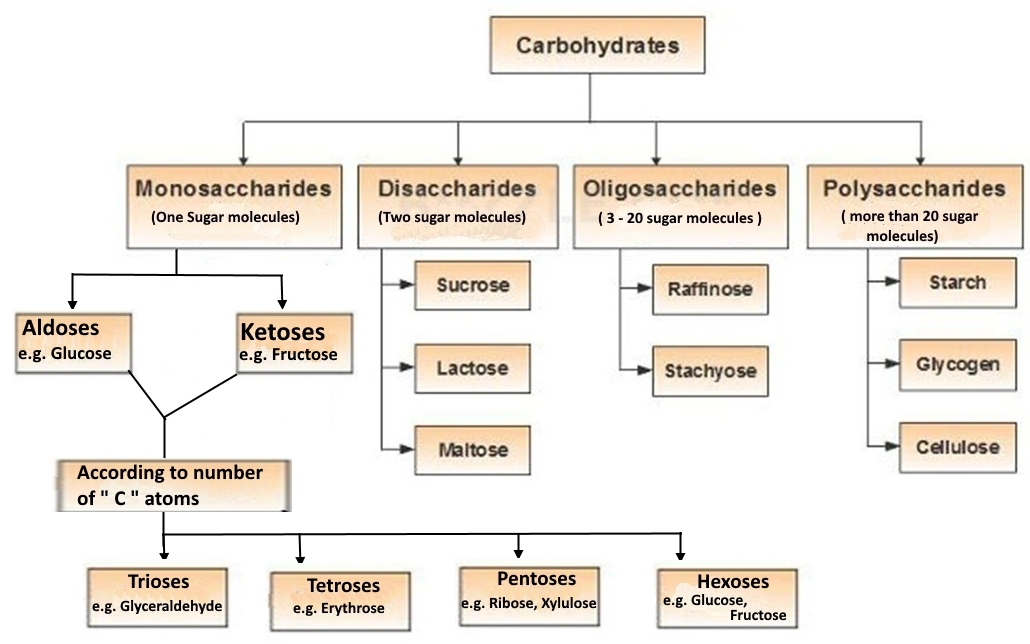 Carbohydrates
Monosaccharides
(One Sugar molecules)
Disaccharides
(Two sugar molecules)
Oligosaccharides
( 3 - 20 sugar molecules )
Polysaccharides
( more than 20 sugar
molecules)
Aldoses
e.g. Glucose
Ketoses
e.g. Fructose
Sucrose
Lactose
Maltose
Raffinose
Stachyose
Starch
Glycogen
Cellulose
According to number
of " C " atoms
Trioses
e.g. Glyceraldehyde
Tetroses
e.g. Erythrose
Pentoses
e.g. Ribose, Xylulose
Hexoses
e.g. Glucose,
Fructose